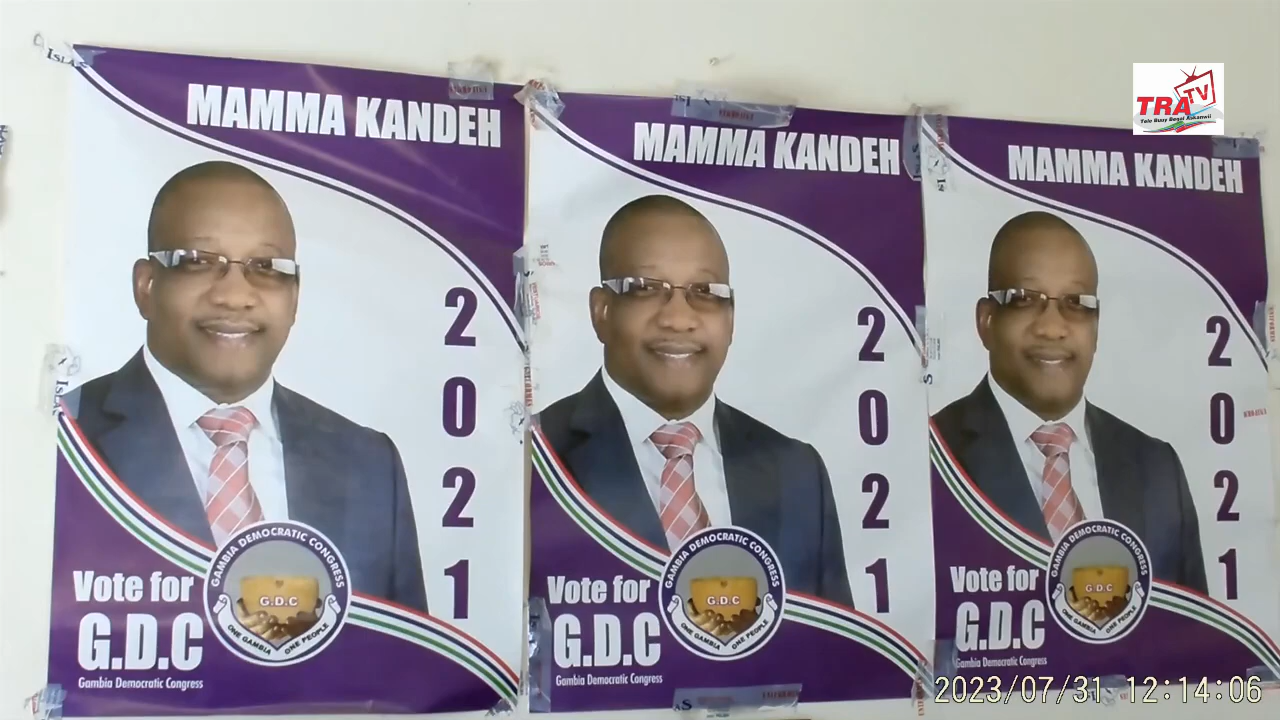 MAMMA KANDEH
2
0
2
1
Vote for
G.D.C
Gambia Democratic Congress
GAMBIA DEMOCRATIC CONGRESS
G.D.C
ONE GAMBIA ONE PEOPLE
MAMMA KANDEH
2
0
2
1
Vote for
G.D.C
Gambia Democratic Congress
GAMBIA DEMOCRATIC CONGRESS
G.D.C
ONE GAMBIA ONE PEOPLE
MAMMA KANDEH
2
0
2
1
Vote for
G.D.C
Gambia Democratic Congress
GAMBIA DEMOCRATIC CONGRESS
G.D.C
ONE GAMBIA ONE PEOPLE
TRA TV
2023/07/31 12:14:06